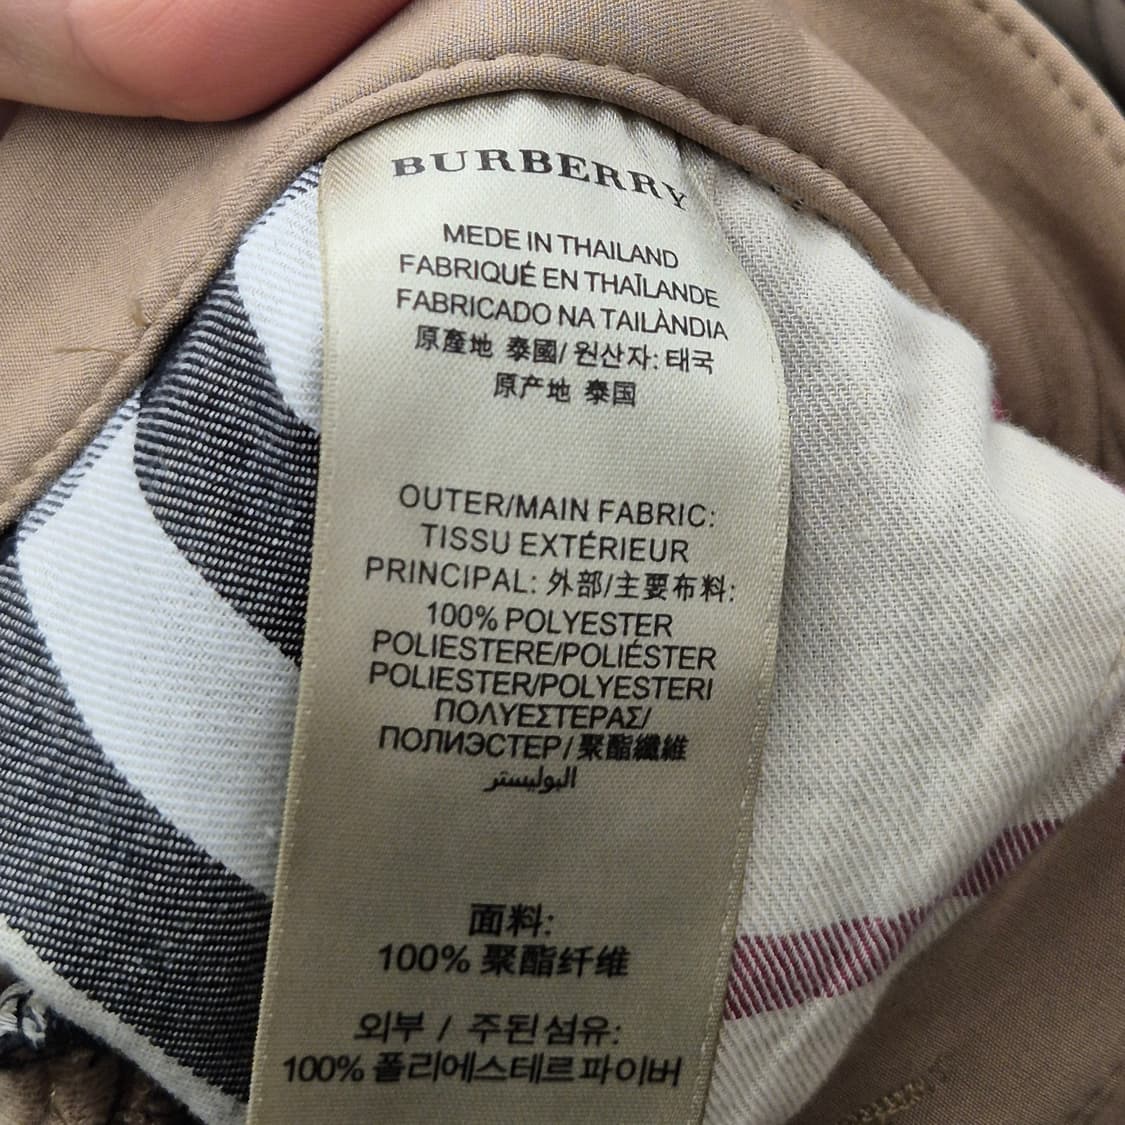 BURBERRY
MEDE IN THAILAND
FABRIQUÉ EN THAÏLANDE
FABRICADO NA TAILÀNDIA
原產地 泰國/ 원산자: 태국
原产地 泰国
OUTER/MAIN FABRIC:
TISSU EXTÉRIEUR
PRINCIPAL: 外部/主要布料:
100% POLYESTER
POLIESTERE/POLIÉSTER
POLIESTER/POLYESTERI
ΠΟΛΥΕΣΤΕΡΑΣ/
ПОЛИЭСТЕР/聚酯纖維
البوليستر
面料:
100% 聚酯纤维
외부 / 주된섬유:
100% 폴리에스테르파이버